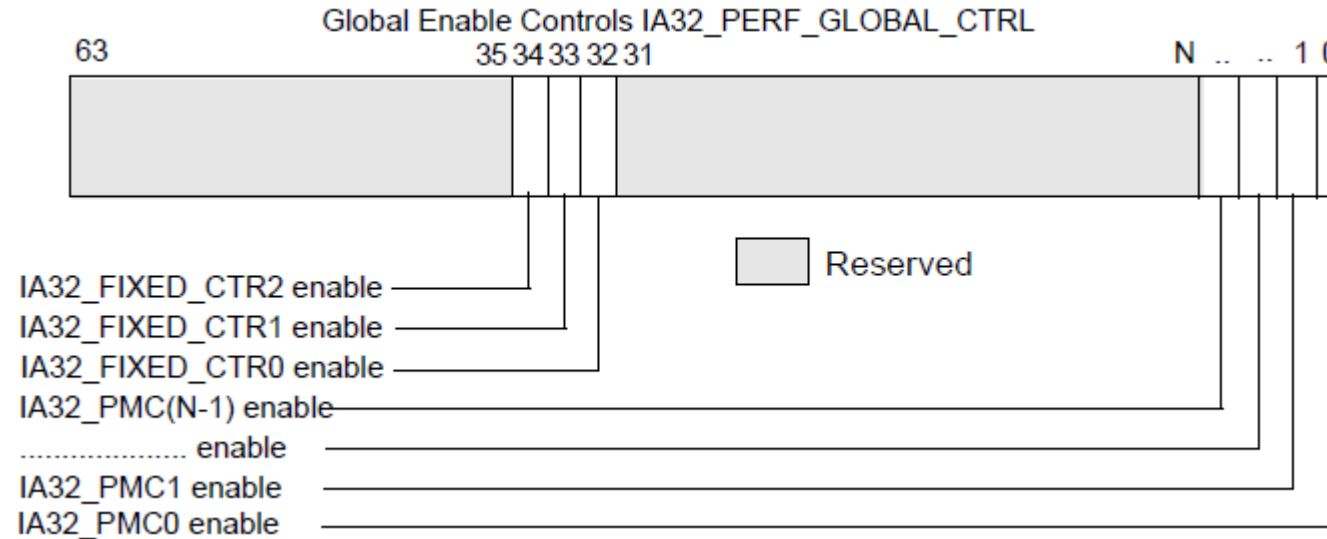 Global Enable Controls IA32_PERF_GLOBAL_CTRL
63 35 34 33 32 31 N .. .. 1 0
Reserved
IA32_FIXED_CTR2 enable
IA32_FIXED_CTR1 enable
IA32_FIXED_CTR0 enable
IA32_PMC(N-1) enable
.................... enable
IA32_PMC1 enable
IA32_PMC0 enable